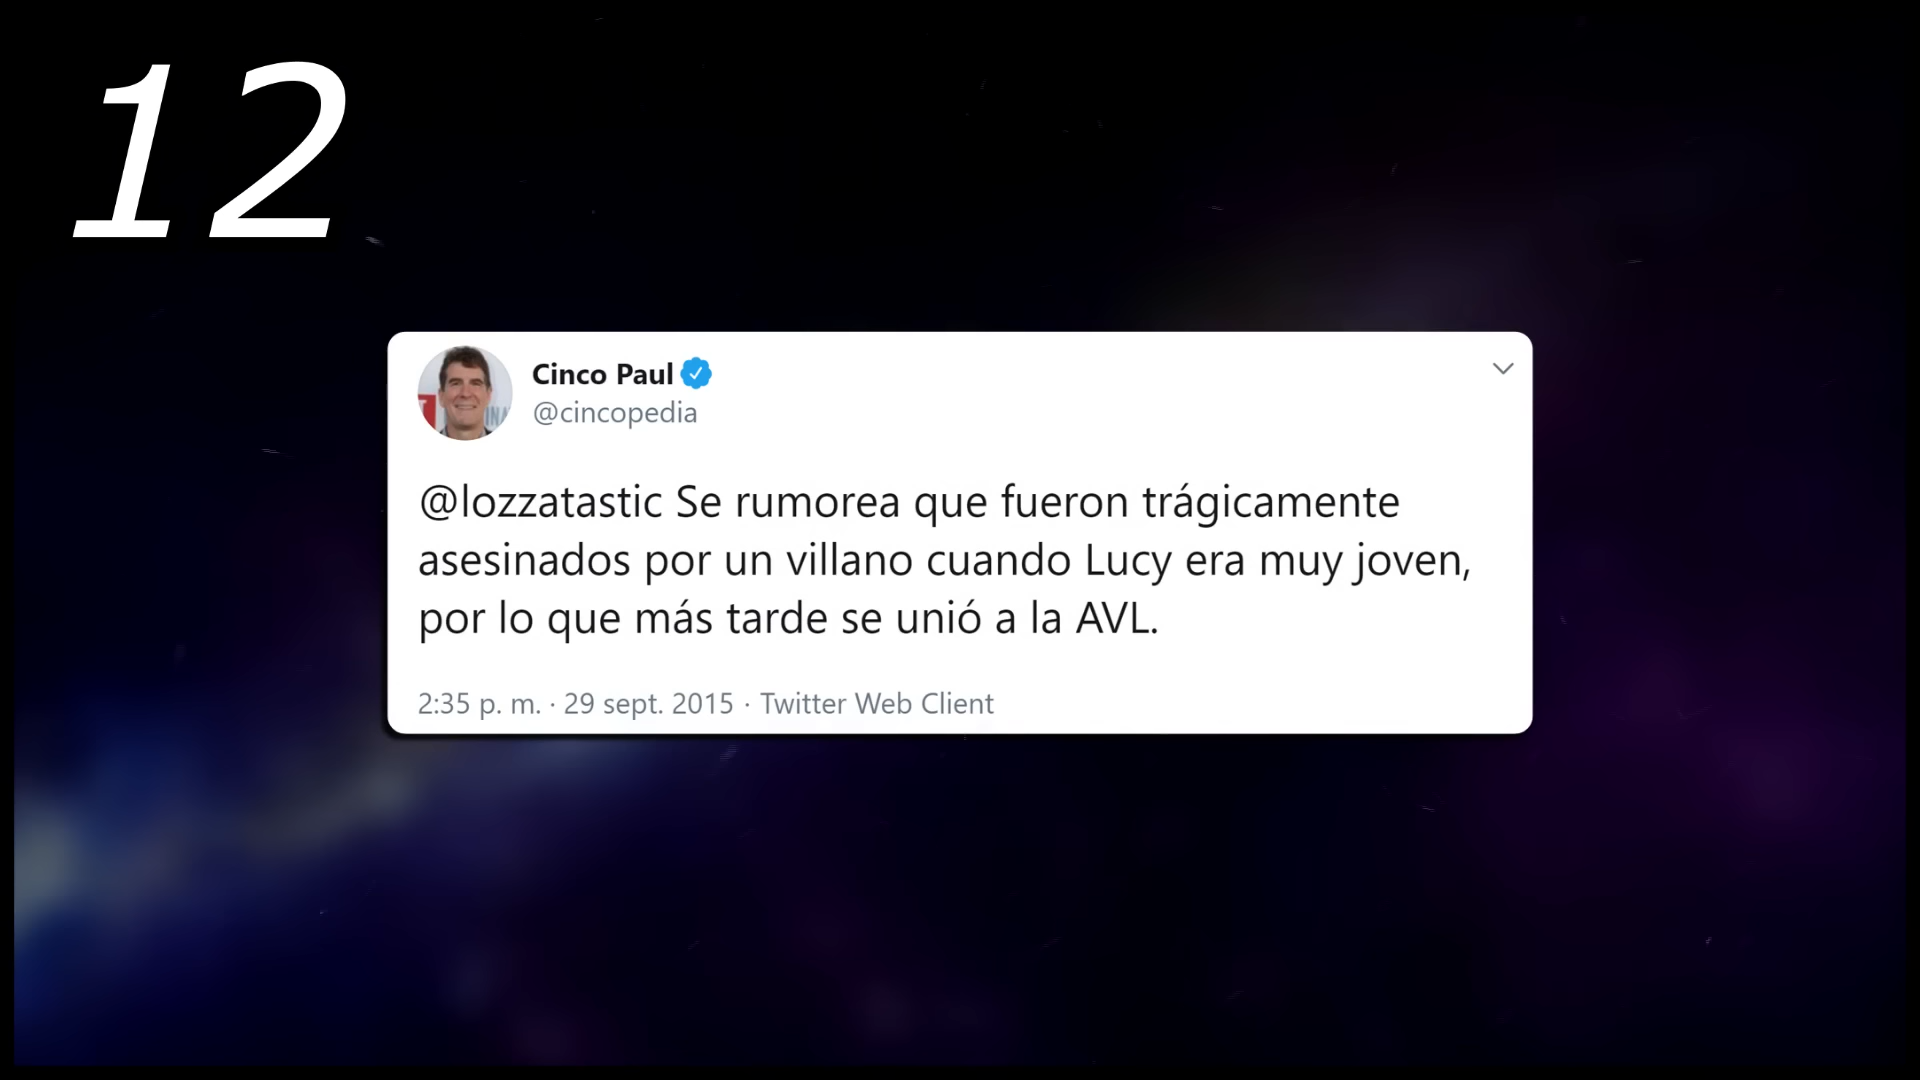 12
Cinco Paul
@cincopedia
@lozzatastic Se rumorea que fueron trágicamente
asesinados por un villano cuando Lucy era muy joven,
por lo que más tarde se unió a la AVL.
2:35 p. m. · 29 sept. 2015 · Twitter Web Client